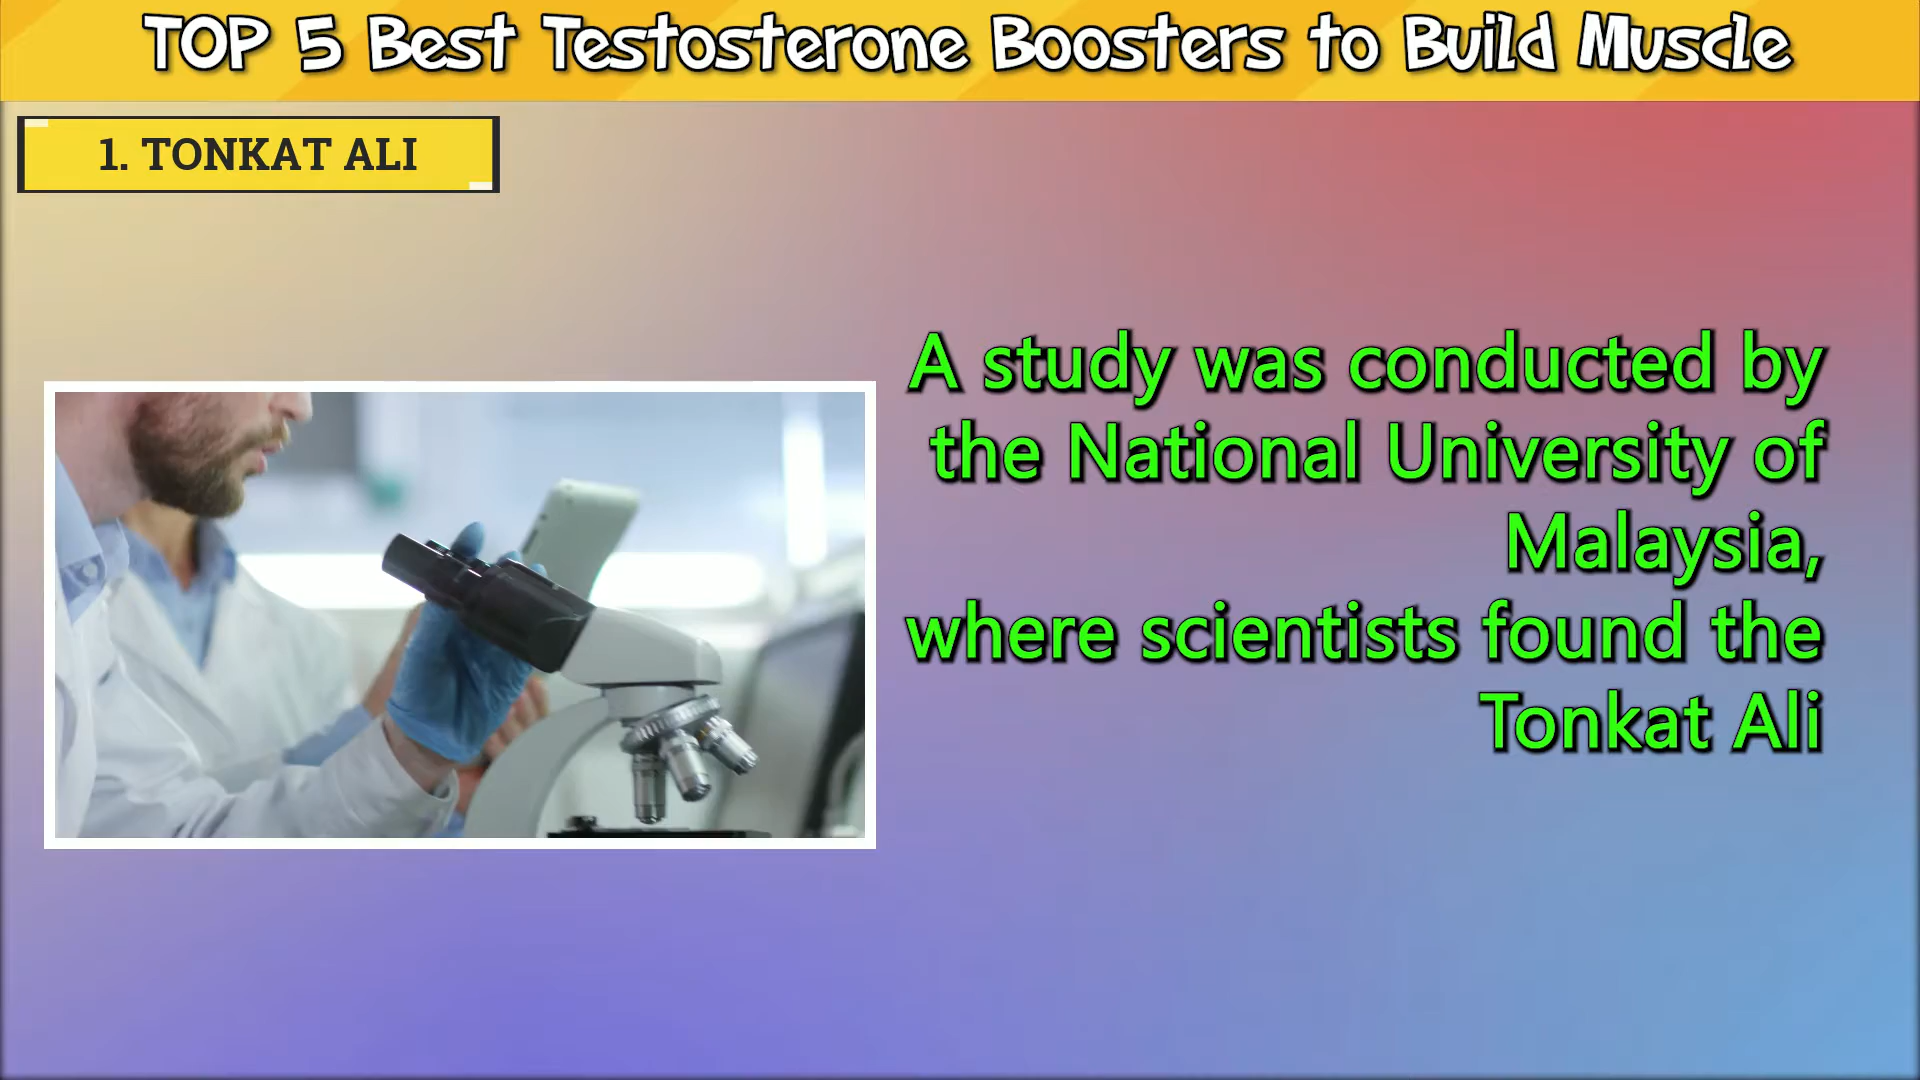 TOP 5 Best Testosterone Boosters to Build Muscle
1. TONKAT ALI
A study was conducted by
the National University of
Malaysia,
where scientists found the
Tonkat Ali